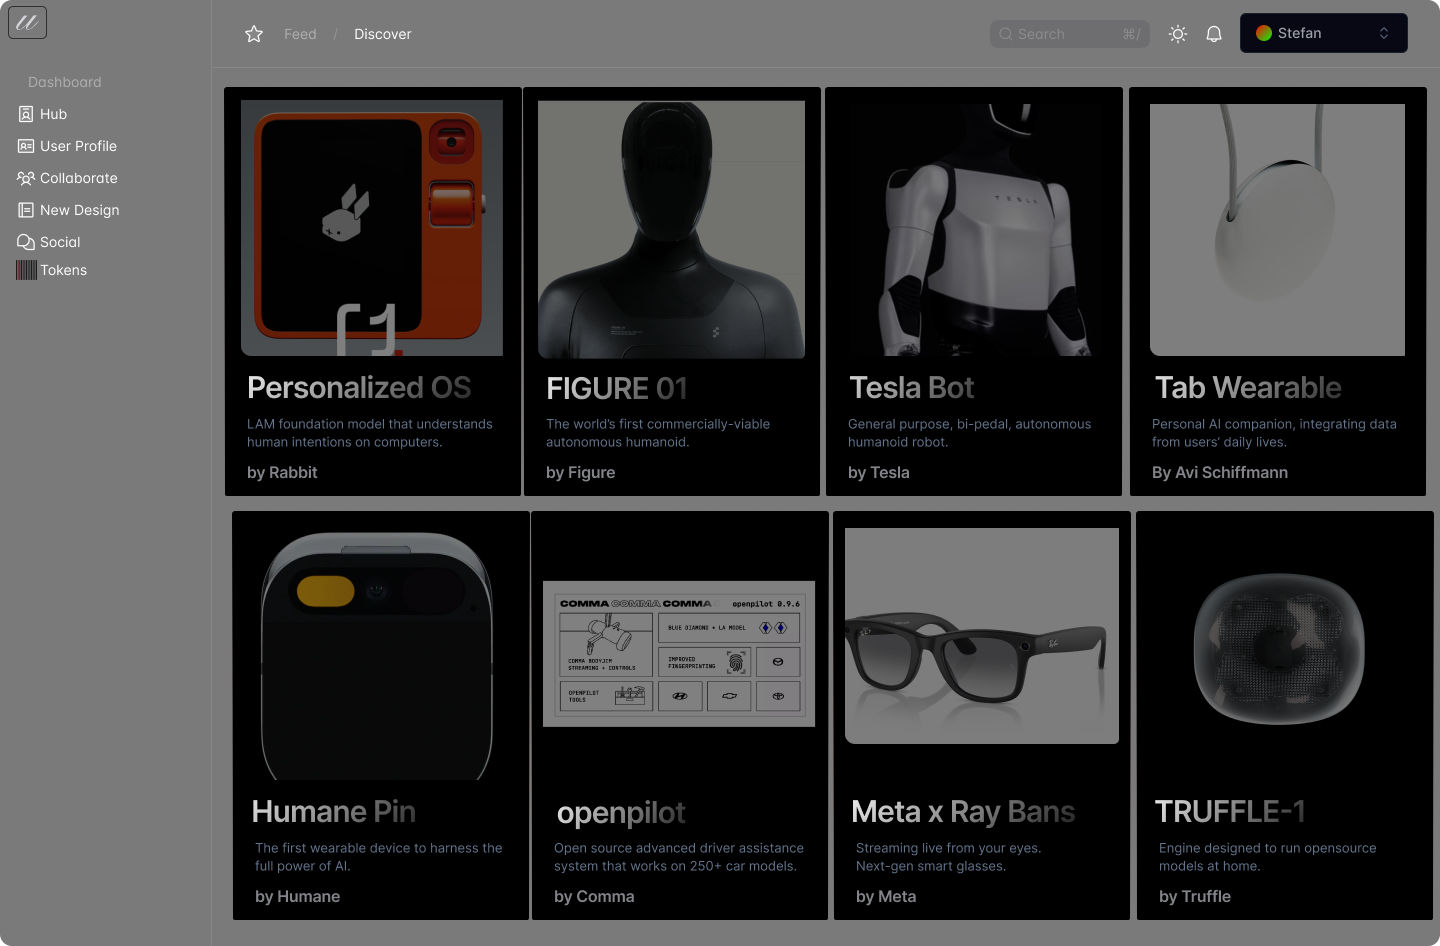 Feed / Discover
Search ⌘/
Stefan
Dashboard
Hub
User Profile
Collaborate
New Design
Social
Tokens
TESLA
Personalized OS
LAM foundation model that understands
human intentions on computers.
by Rabbit
FIGURE 01
The world's first commercially-viable
autonomous humanoid.
by Figure
Tesla Bot
General purpose, bi-pedal, autonomous
humanoid robot.
by Tesla
Tab Wearable
Personal AI companion, integrating data
from users' daily lives.
By Avi Schiffmann
Humane Pin
The first wearable device to harness the
full power of AI.
by Humane
COMMA COMMA COMMA
openpilot 0.9.6
BLUE DIAMOND + LA MODEL
COMMA BODYJIM
STREAMING + CONTROLS
IMPROVED
FINGERPRINTING
OPENPILOT
TOOLS
openpilot
Open source advanced driver assistance
system that works on 250+ car models.
by Comma
Ray-Ban
Meta x Ray Bans
Streaming live from your eyes.
Next-gen smart glasses.
by Meta
TRUFFLE-1
Engine designed to run opensource
models at home.
by Truffle